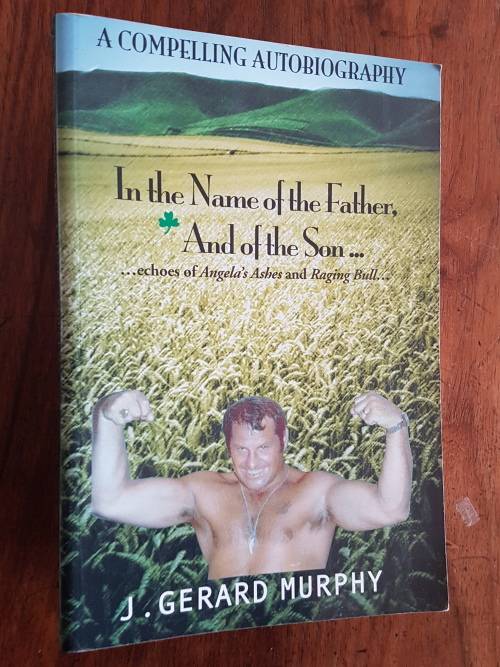 A COMPELLING AUTOBIOGRAPHY
In the Name of the Father,
And of the Son...
...echoes of Angela's Ashes and Raging Bull...
J. GERARD MURPHY